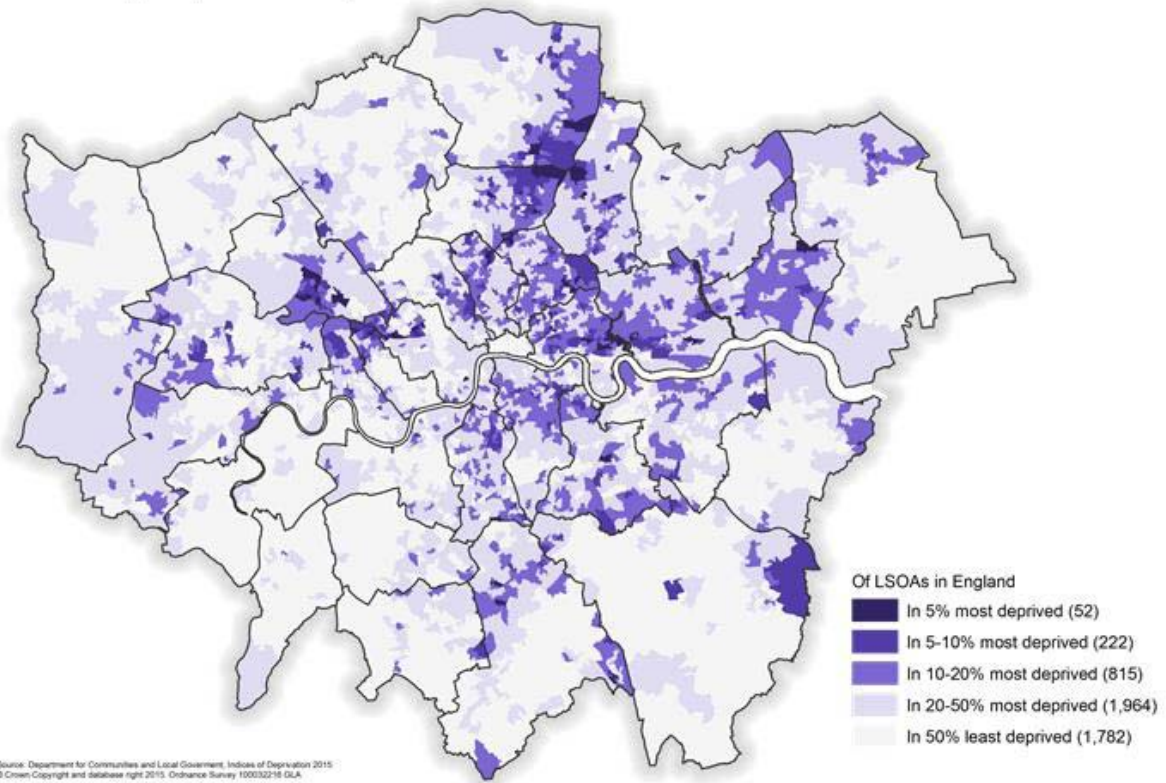 Of LSOAs in England
In 5% most deprived (52)
In 5-10% most deprived (222)
In 10-20% most deprived (815)
In 20-50% most deprived (1,964)
In 50% least deprived (1,782)
Source: Department for Communities and Local Goverment, Indices of Deprivation 2015
Crown Copyright and database right 2015. Ordnance Survey 100032216 GLA